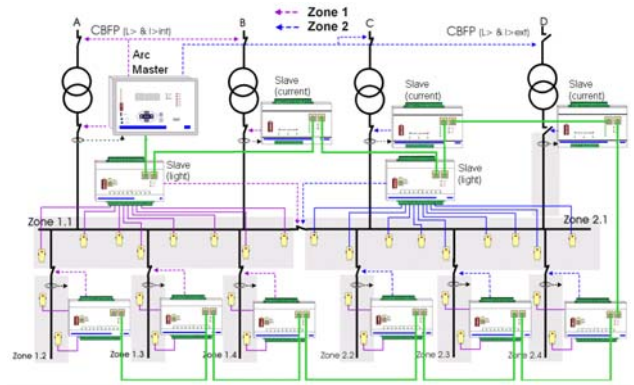 Zone 1
Zone 2
A
B
C
D
CBFP (L> & I>int)
CBFP (L> & I>ext)
Arc
Master
Slave
(current)
Slave
(current)
Slave
(current)
Slave
(light)
Slave
(light)
Zone 1.1
Zone 2.1
Zone 1.2
Zone 1.3
Zone 1.4
Zone 2.2
Zone 2.3
Zone 2.4